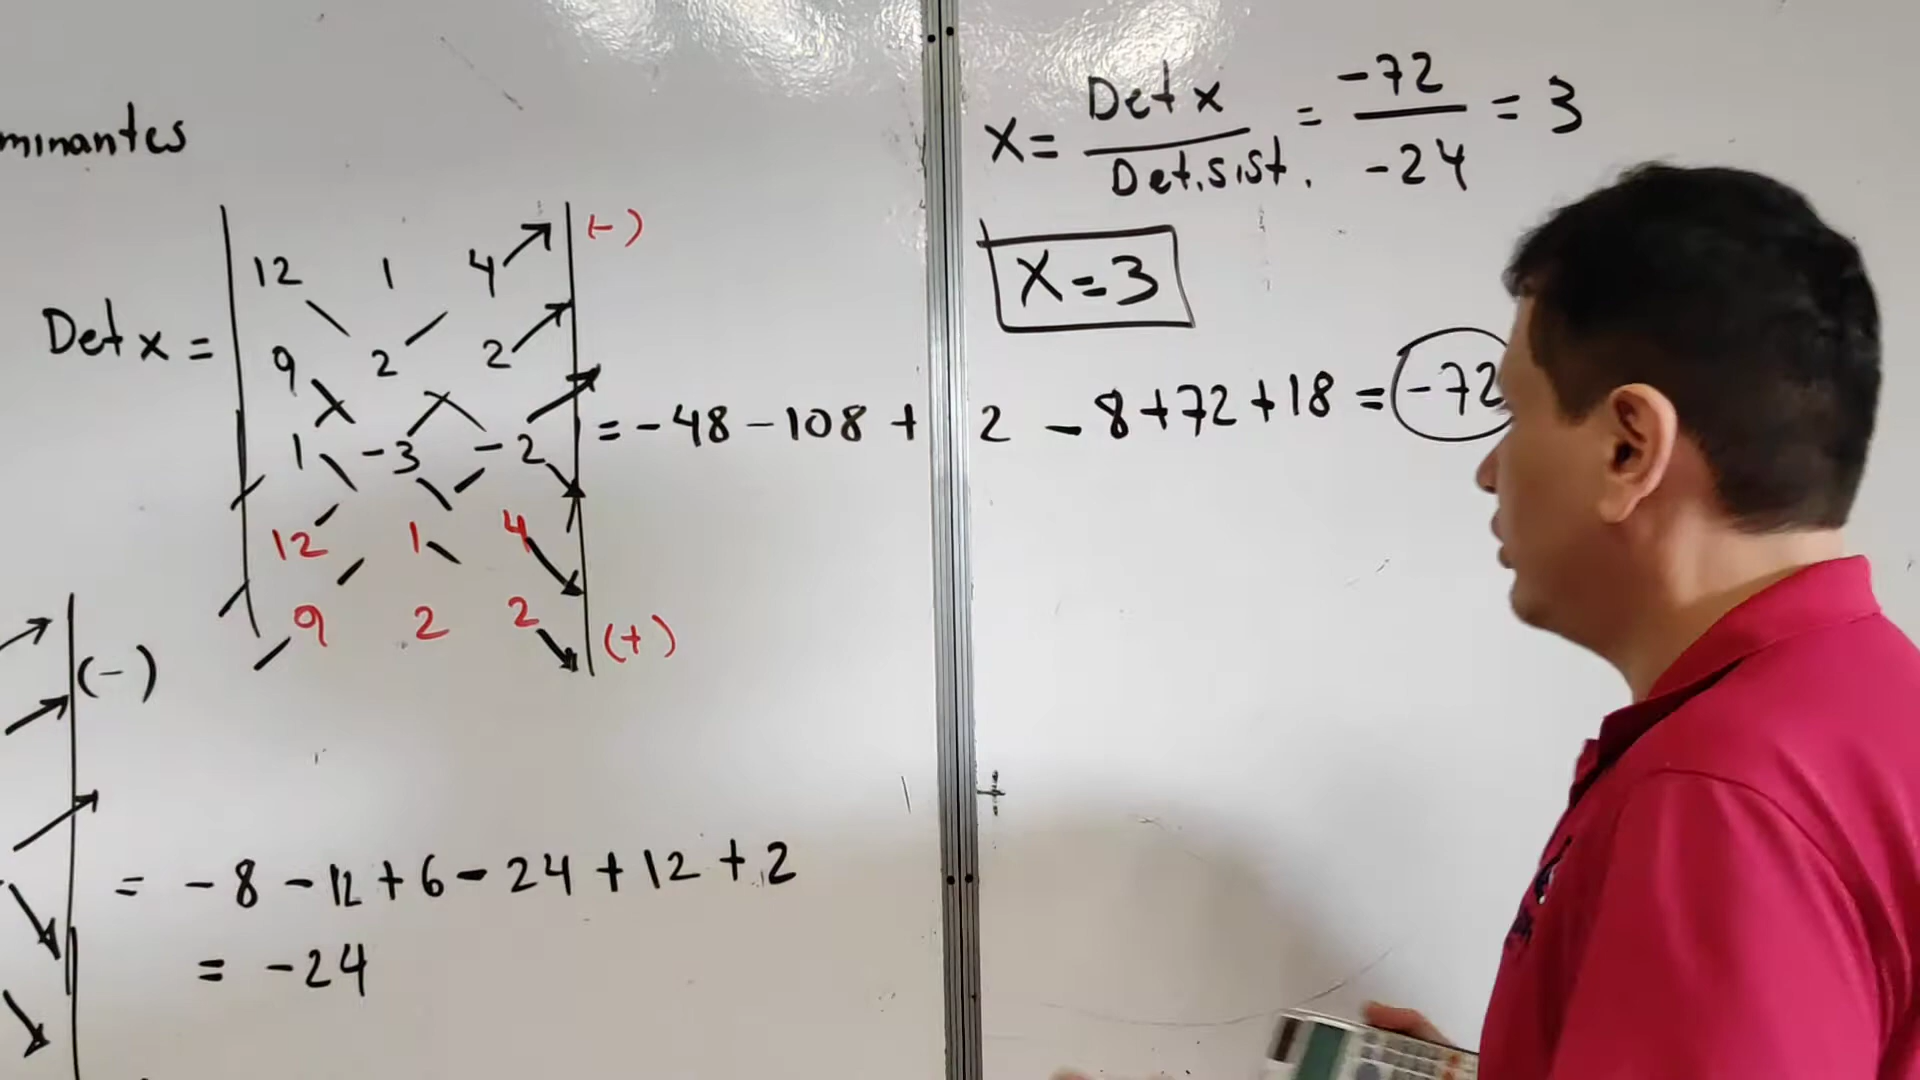 minantes
Det x =
12 1 4 (-)
9 2 2
1 -3 -2
12 1 4
9 2 2 (+)
= -48 -108 + 2 -8+72+18 = -72
X= Det x / Det.sist. = -72 / -24 = 3
X=3
(-)
= -8 -12 +6 -24 +12 +2
= -24